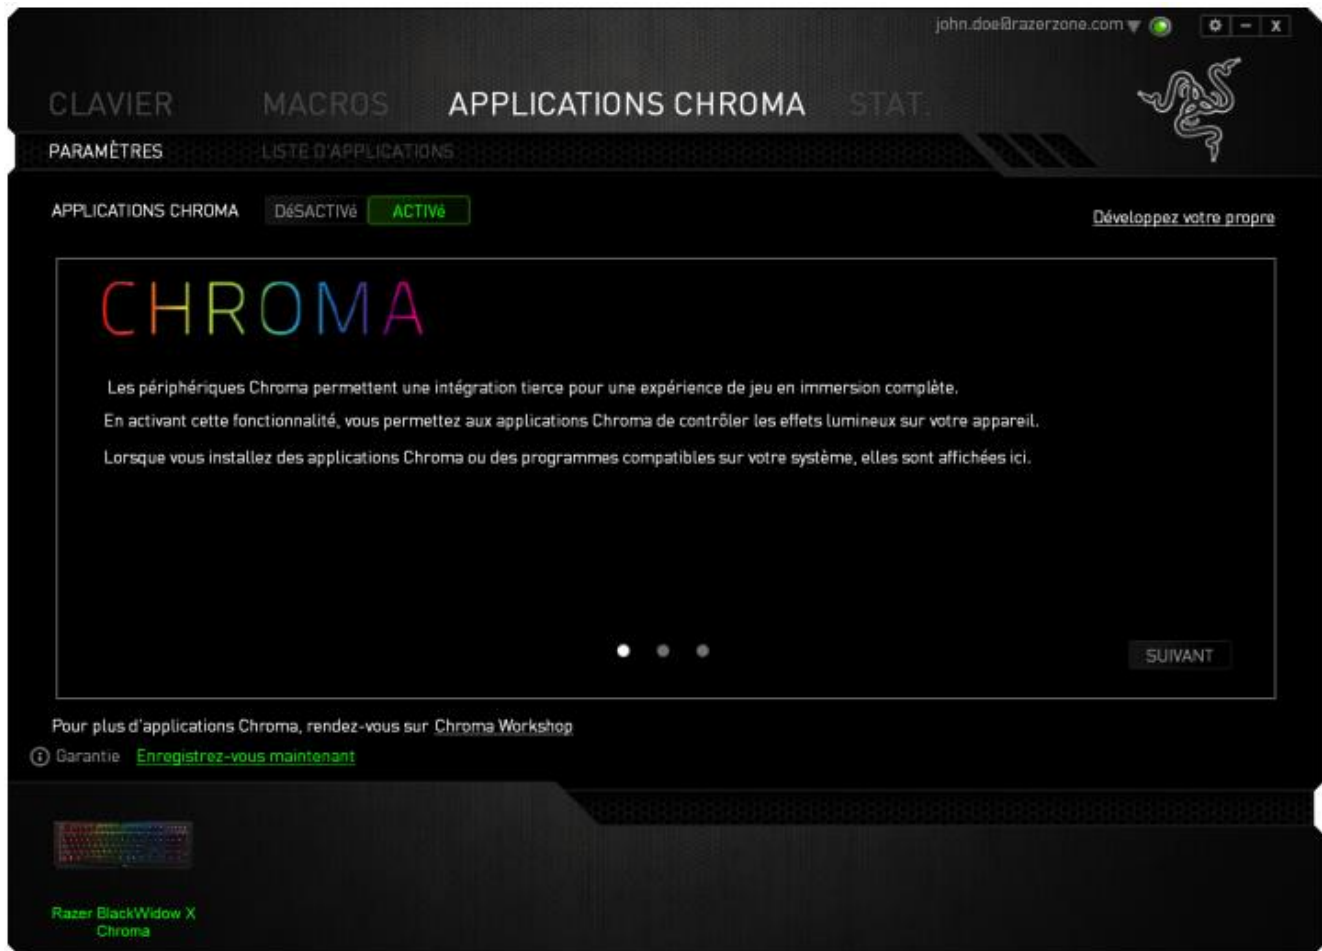 john.doe@razerzone.com
CLAVIER MACROS APPLICATIONS CHROMA STAT.
PARAMÈTRES LISTE D'APPLICATIONS
APPLICATIONS CHROMA DéSACTIVé ACTIVé
Développez votre propre
CHROMA
Les périphériques Chroma permettent une intégration tierce pour une expérience de jeu en immersion complète.
En activant cette fonctionnalité, vous permettez aux applications Chroma de contrôler les effets lumineux sur votre appareil.
Lorsque vous installez des applications Chroma ou des programmes compatibles sur votre système, elles sont affichées ici.
SUIVANT
Pour plus d'applications Chroma, rendez-vous sur Chroma Workshop
Garantie Enregistrez-vous maintenant
Razer BlackWidow X
Chroma